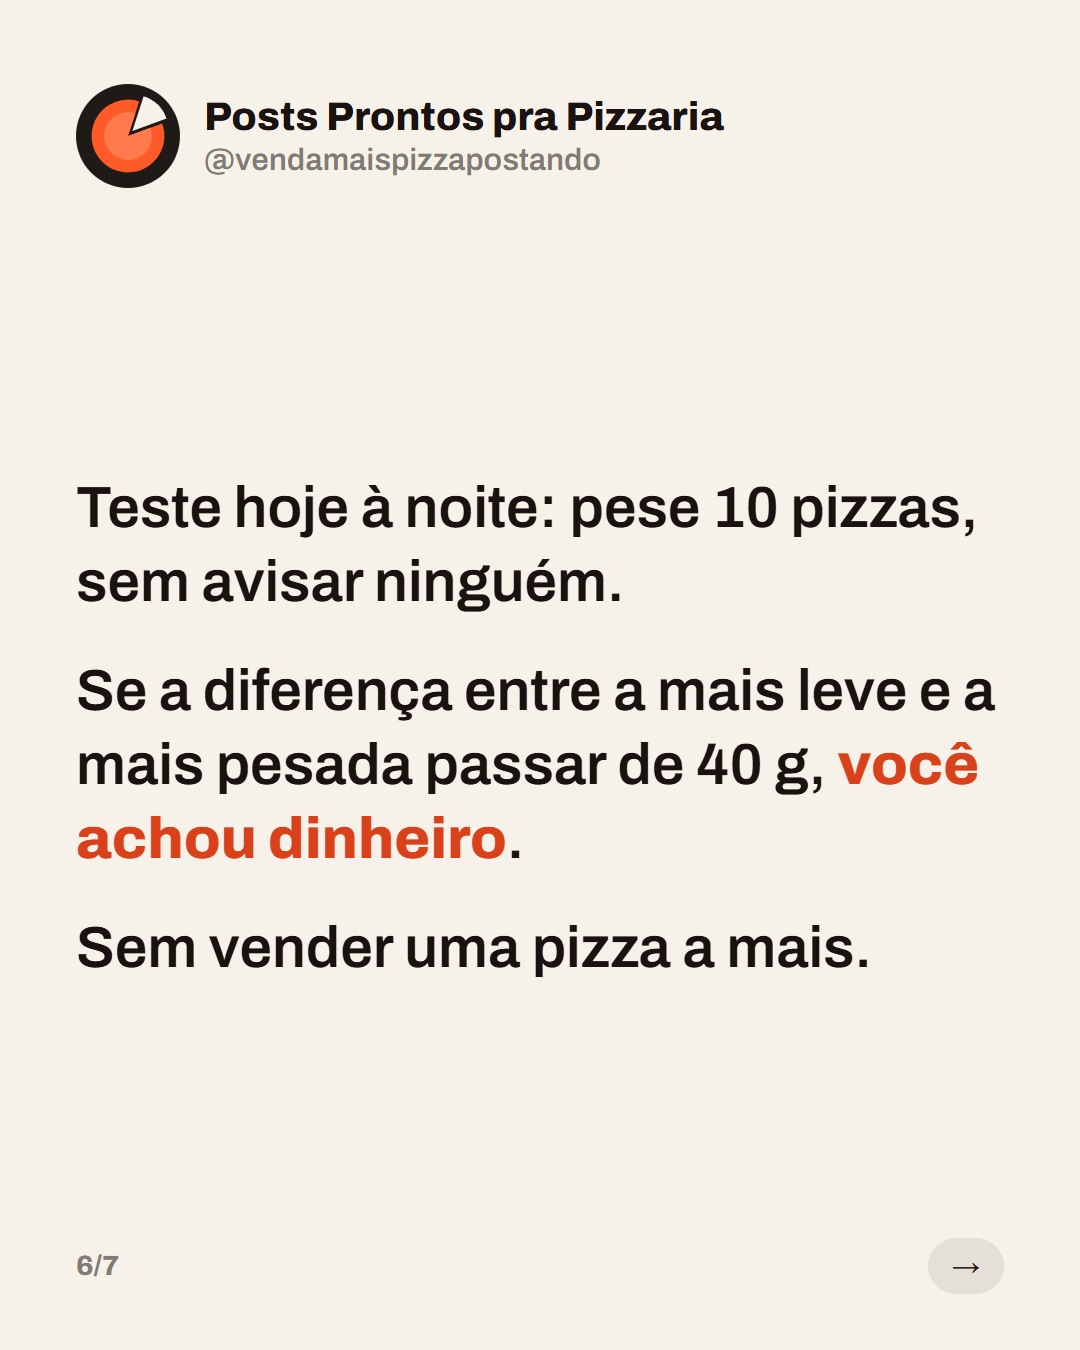 Posts Prontos pra Pizzaria
@vendamaispizzapostando
Teste hoje à noite: pese 10 pizzas,
sem avisar ninguém.
Se a diferença entre a mais leve e a
mais pesada passar de 40 g, você
achou dinheiro.
Sem vender uma pizza a mais.
6/7
→